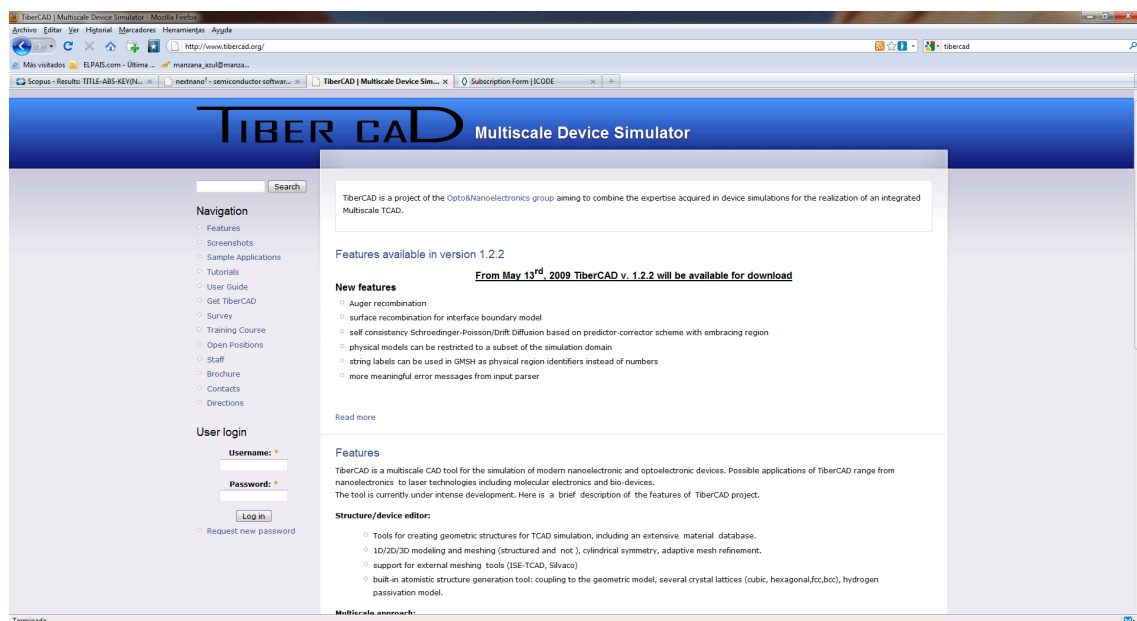 TiberCAD | Multiscale Device Simulator - Mozilla Firefox
Archivo Editar Ver Historial Marcadores Herramientas Ayuda
http://www.tibercad.org/
tibercad
Más visitados ELPAIS.com - Última ... manzana_azul@manza...
Scopus - Results: TITLE-ABS-KEY(N... nextnano³ - semiconductor softwar... TiberCAD | Multiscale Device Sim... Subscription Form | ICODE
TIBER CAD Multiscale Device Simulator
Search
Navigation
Features
Screenshots
Sample Applications
Tutorials
User Guide
Get TiberCAD
Survey
Training Course
Open Positions
Staff
Brochure
Contacts
Directions
User login
Username: *
Password: *
Log in
Request new password
TiberCAD is a project of the Opto&Nanoelectronics group aiming to combine the expertise acquired in device simulations for the realization of an integrated
Multiscale TCAD.
Features available in version 1.2.2
From May 13rd, 2009 TiberCAD v. 1.2.2 will be available for download
New features
Auger recombination
surface recombination for interface boundary model
self consistency Schroedinger-Poisson/Drift Diffusion based on predictor-corrector scheme with embracing region
physical models can be restricted to a subset of the simulation domain
string labels can be used in GMSH as physical region identifiers instead of numbers
more meaningful error messages from input parser
Read more
Features
TiberCAD is a multiscale CAD tool for the simulation of modern nanoelectronic and optoelectronic devices. Possible applications of TiberCAD range from
nanoelectronics to laser technologies including molecular electronics and bio-devices.
The tool is currently under intense development. Here is a brief description of the features of TiberCAD project.
Structure/device editor:
Tools for creating geometric structures for TCAD simulation, including an extensive material database.
1D/2D/3D modeling and meshing (structured and not ), cylindrical symmetry, adaptive mesh refinement.
support for external meshing tools (ISE-TCAD, Silvaco)
built-in atomistic structure generation tool: coupling to the geometric model, several crystal lattices (cubic, hexagonal,fcc,bcc), hydrogen
passivation model.
Multiscale approach:
Terminado